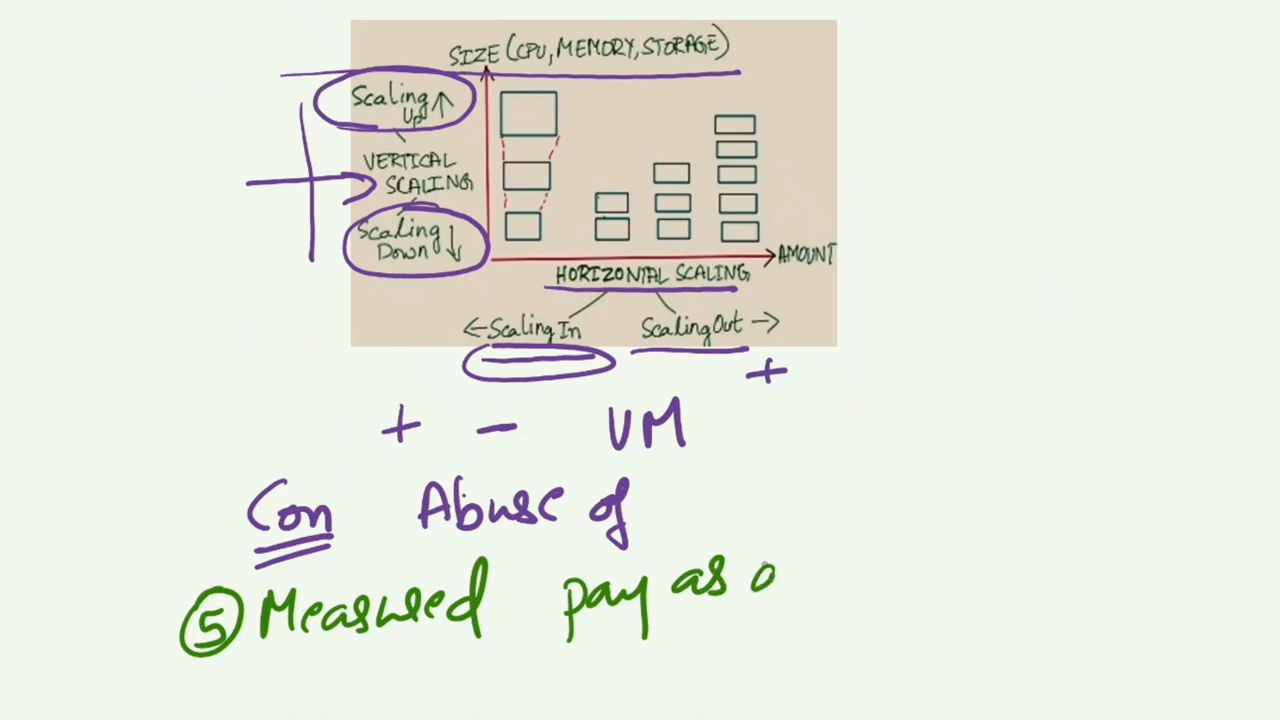 SIZE (CPU, MEMORY, STORAGE)
Scaling
Up
VERTICAL
SCALING
Scaling
Down
AMOUNT
HORIZONTAL SCALING
Scaling In
Scaling Out
+
+ - VM
Con Abuse of
5 Measured pay as